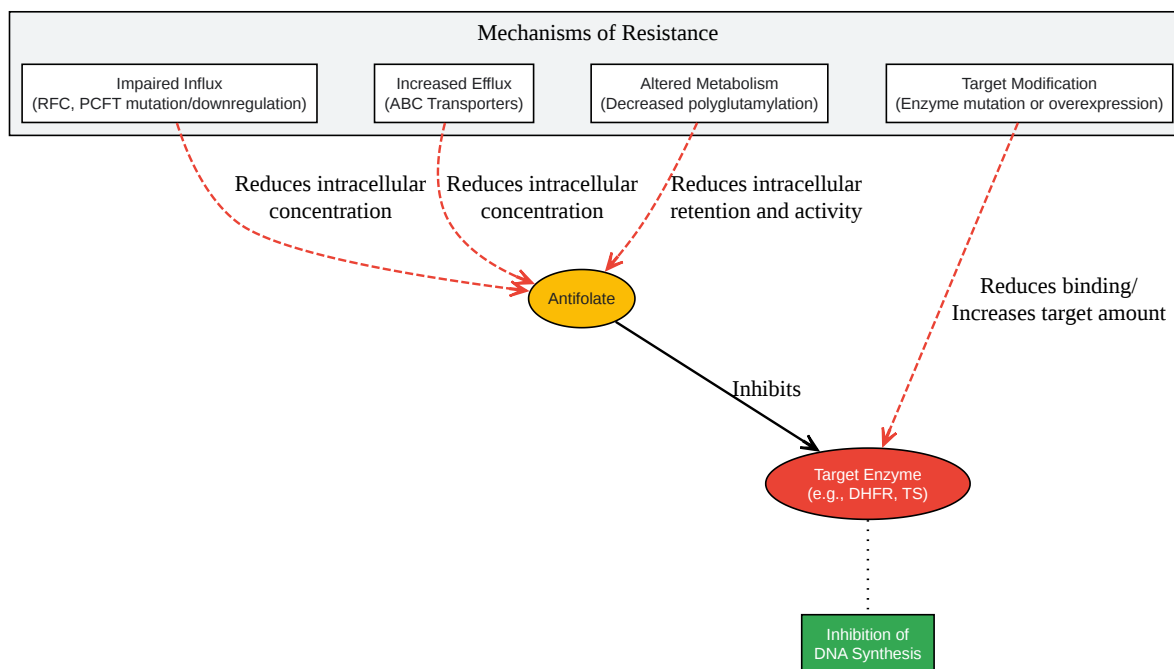 Mechanisms of Resistance
Impaired Influx
(RFC, PCFT mutation/downregulation)
Increased Efflux
(ABC Transporters)
Altered Metabolism
(Decreased polyglutamylation)
Target Modification
(Enzyme mutation or overexpression)
Reduces intracellular
concentration
Reduces intracellular
concentration
Reduces intracellular
retention and activity
Antifolate
Reduces binding/
Increases target amount
Inhibits
Target Enzyme
(e.g., DHFR, TS)
Inhibition of
DNA Synthesis